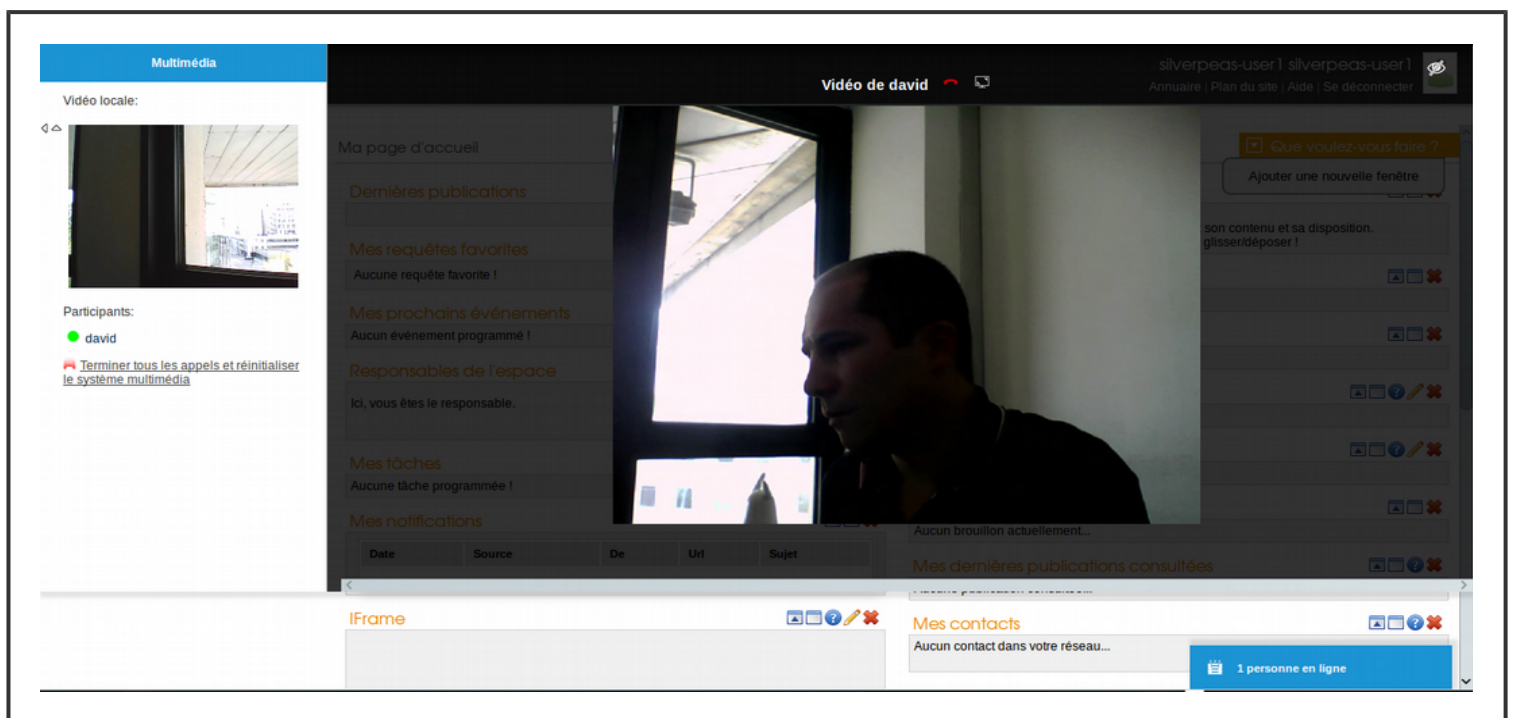 Multimédia
Vidéo locale:
Participants:
david
Terminer tous les appels et réinitialiser
le système multimédia
Vidéo de david
silverpeas-user1 silverpeas-user1
Annuaire | Plan du site | Aide | Se déconnecter
Ma page d'accueil
Que voulez-vous faire ?
Ajouter une nouvelle fenêtre
Dernières publications
son contenu et sa disposition.
glisser/déposer !
Mes requêtes favorites
Aucune requête favorite !
Mes prochains événements
Aucun événement programmé !
Responsables de l'espace
Ici, vous êtes le responsable.
Mes tâches
Aucune tâche programmée !
Mes notifications
Date Source De Url Sujet
Aucun brouillon actuellement...
Mes dernières publications consultées
Aucune publication consultée...
IFrame
Mes contacts
Aucun contact dans votre réseau...
1 personne en ligne